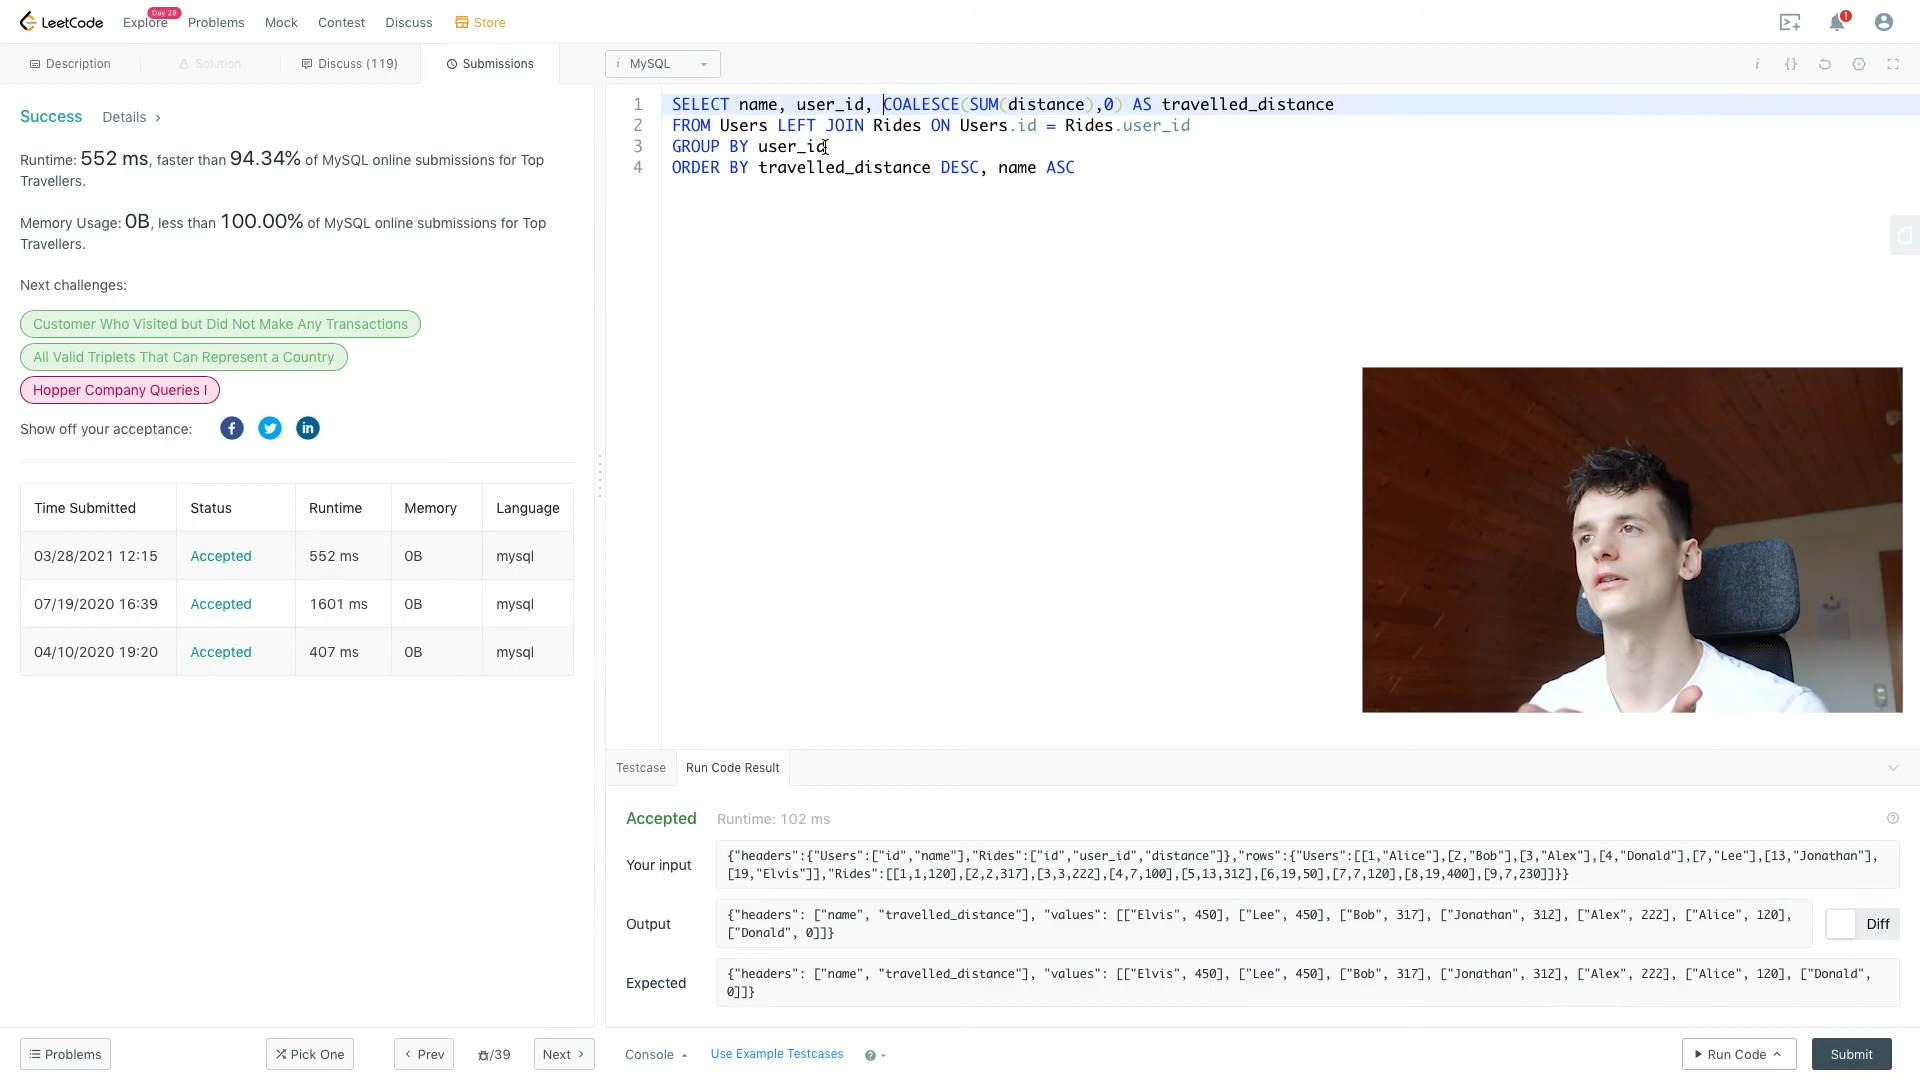 LeetCode
Explore
Day 28
Problems
Mock
Contest
Discuss
Store
1
Description
Solution
Discuss (119)
Submissions
i MySQL
i {}
Success
Details
Runtime: 552 ms, faster than 94.34% of MySQL online submissions for Top
Travellers.
Memory Usage: 0B, less than 100.00% of MySQL online submissions for Top
Travellers.
Next challenges:
Customer Who Visited but Did Not Make Any Transactions
All Valid Triplets That Can Represent a Country
Hopper Company Queries I
Show off your acceptance:
Time Submitted Status Runtime Memory Language
03/28/2021 12:15 Accepted 552 ms 0B mysql
07/19/2020 16:39 Accepted 1601 ms 0B mysql
04/10/2020 19:20 Accepted 407 ms 0B mysql
1 SELECT name, user_id, COALESCE(SUM(distance),0) AS travelled_distance
2 FROM Users LEFT JOIN Rides ON Users.id = Rides.user_id
3 GROUP BY user_id
4 ORDER BY travelled_distance DESC, name ASC
Testcase
Run Code Result
Accepted
Runtime: 102 ms
Your input
{"headers":{"Users":["id","name"],"Rides":["id","user_id","distance"]},"rows":{"Users":[[1,"Alice"],[2,"Bob"],[3,"Alex"],[4,"Donald"],[7,"Lee"],[13,"Jonathan"],
[19,"Elvis"]],"Rides":[[1,1,120],[2,2,317],[3,3,222],[4,7,100],[5,13,312],[6,19,50],[7,7,120],[8,19,400],[9,7,230]]}}
Output
{"headers": ["name", "travelled_distance"], "values": [["Elvis", 450], ["Lee", 450], ["Bob", 317], ["Jonathan", 312], ["Alex", 222], ["Alice", 120],
["Donald", 0]]}
Diff
Expected
{"headers": ["name", "travelled_distance"], "values": [["Elvis", 450], ["Lee", 450], ["Bob", 317], ["Jonathan", 312], ["Alex", 222], ["Alice", 120], ["Donald",
0]]}
Problems
Pick One
Prev
/39
Next
Console
Use Example Testcases
Run Code
Submit